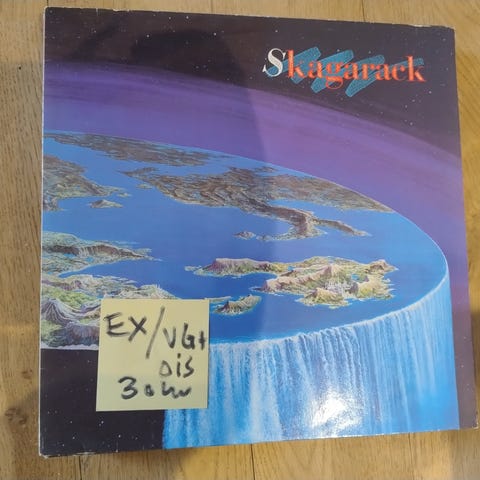 Skagarack
EX/VG+
DIS
30kr